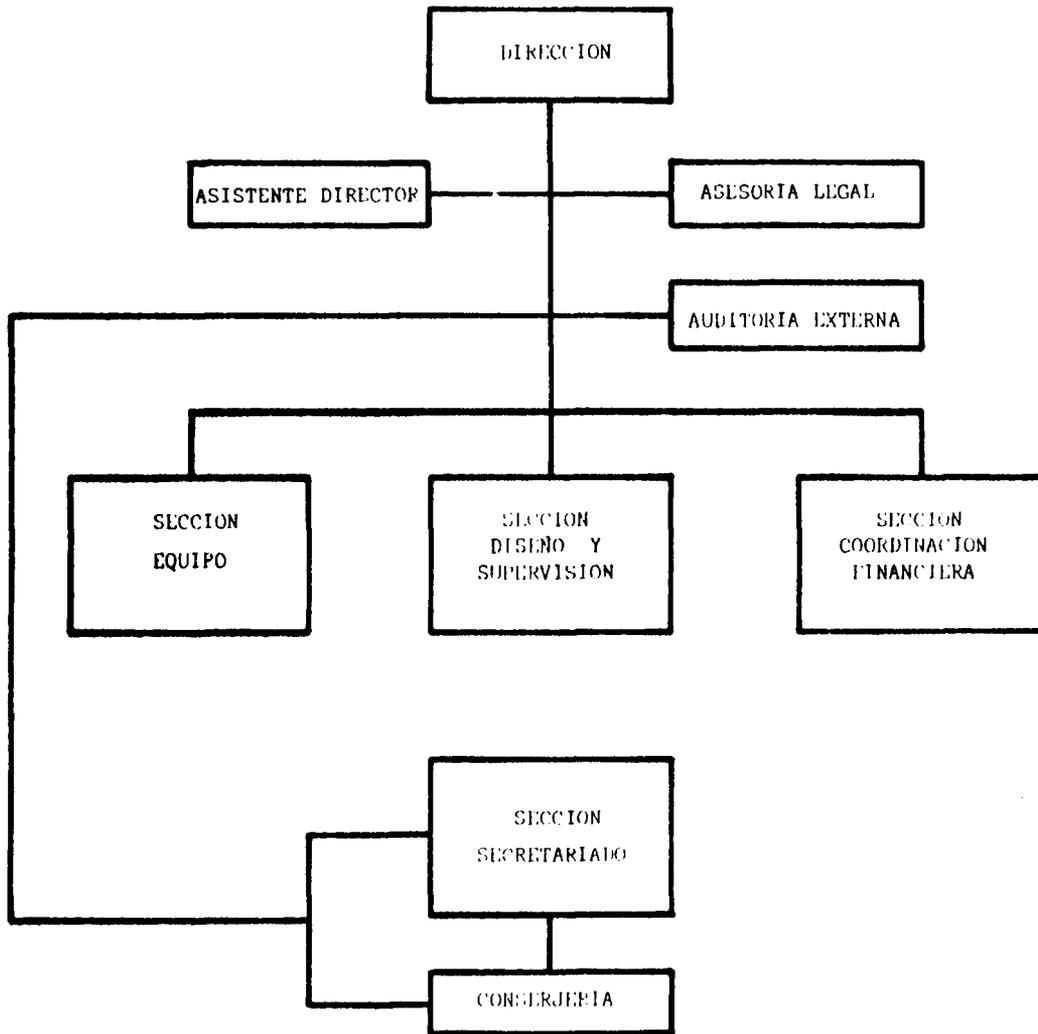 DIRECCION
ASISTENTE DIRECTOR
ASESORIA LEGAL
AUDITORIA EXTERNA
SECCION
EQUIPO
SECCION
DISEÑO Y
SUPERVISION
SECCION
COORDINACION
FINANCIERA
SECCION
SECRETARIADO
CONSERJERIA